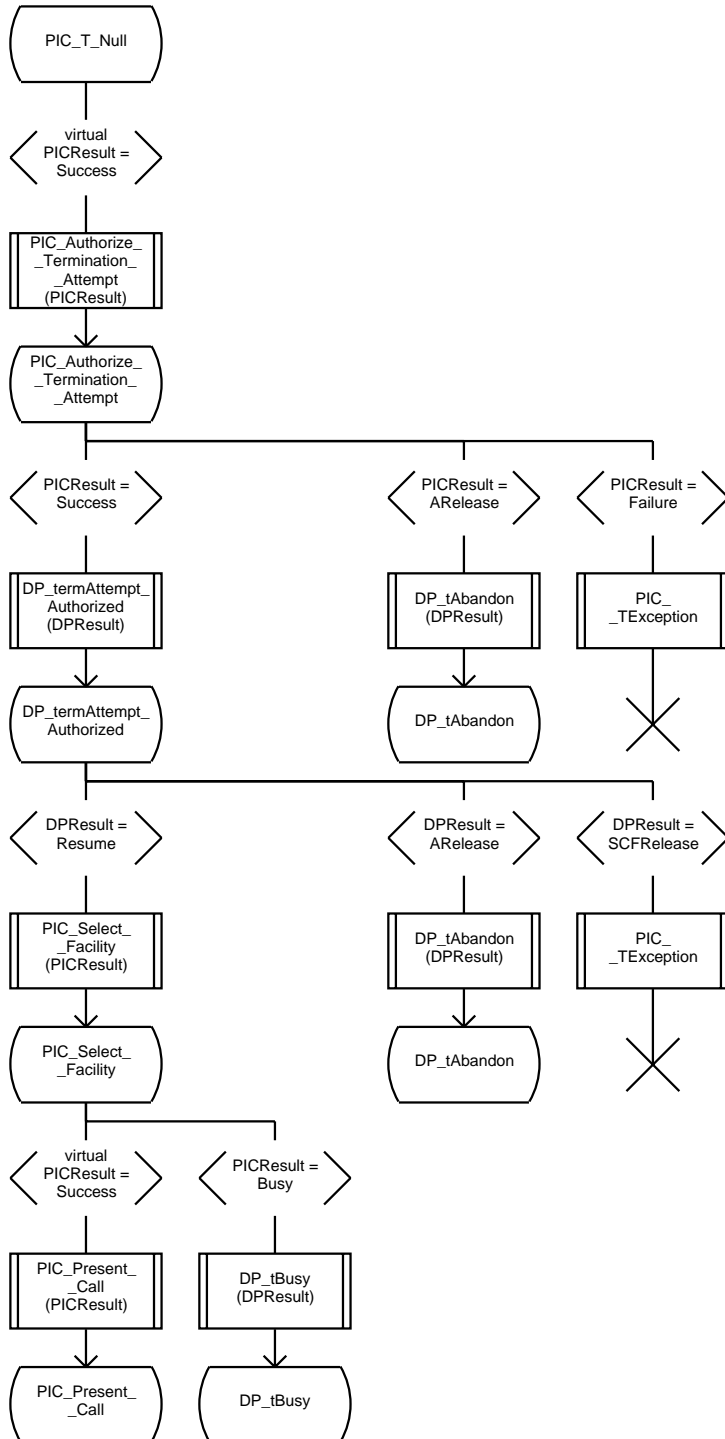 PIC_T_Null
virtual
PICResult =
Success
PIC_Authorize_
_Termination_
_Attempt
(PICResult)
PIC_Authorize_
_Termination_
_Attempt
PICResult =
Success
PICResult =
ARelease
PICResult =
Failure
DP_termAttempt_
Authorized
(DPResult)
DP_tAbandon
(DPResult)
PIC_
_TException
DP_termAttempt_
Authorized
DP_tAbandon
DPResult =
Resume
DPResult =
ARelease
DPResult =
SCFRelease
PIC_Select_
_Facility
(PICResult)
DP_tAbandon
(DPResult)
PIC_
_TException
PIC_Select_
_Facility
DP_tAbandon
virtual
PICResult =
Success
PICResult =
Busy
PIC_Present_
_Call
(PICResult)
DP_tBusy
(DPResult)
PIC_Present_
_Call
DP_tBusy